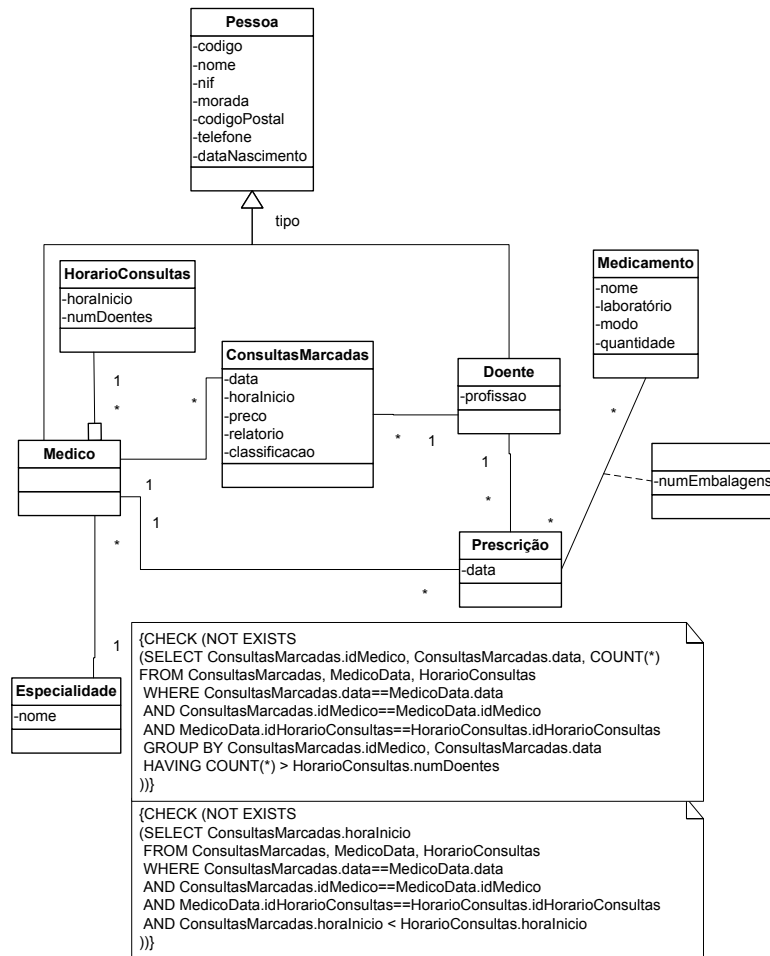 Pessoa
-codigo
-nome
-nif
-morada
-codigoPostal
-telefone
-dataNascimento
tipo
HorarioConsultas
-horaInicio
-numDoentes
Medicamento
-nome
-laboratório
-modo
-quantidade
ConsultasMarcadas
-data
-horaInicio
-preco
-relatorio
-classificacao
Doente
-profissao
1
*
*
*
1
*
Medico
1
1
1
*
*
-numEmbalagens
*
Prescrição
-data
*
1
Especialidade
-nome
{CHECK (NOT EXISTS
(SELECT ConsultasMarcadas.idMedico, ConsultasMarcadas.data, COUNT(*)
FROM ConsultasMarcadas, MedicoData, HorarioConsultas
WHERE ConsultasMarcadas.data==MedicoData.data
AND ConsultasMarcadas.idMedico==MedicoData.idMedico
AND MedicoData.idHorarioConsultas==HorarioConsultas.idHorarioConsultas
GROUP BY ConsultasMarcadas.idMedico, ConsultasMarcadas.data
HAVING COUNT(*) > HorarioConsultas.numDoentes
))}
{CHECK (NOT EXISTS
(SELECT ConsultasMarcadas.horaInicio
FROM ConsultasMarcadas, MedicoData, HorarioConsultas
WHERE ConsultasMarcadas.data==MedicoData.data
AND ConsultasMarcadas.idMedico==MedicoData.idMedico
AND MedicoData.idHorarioConsultas==HorarioConsultas.idHorarioConsultas
AND ConsultasMarcadas.horaInicio < HorarioConsultas.horaInicio
))}